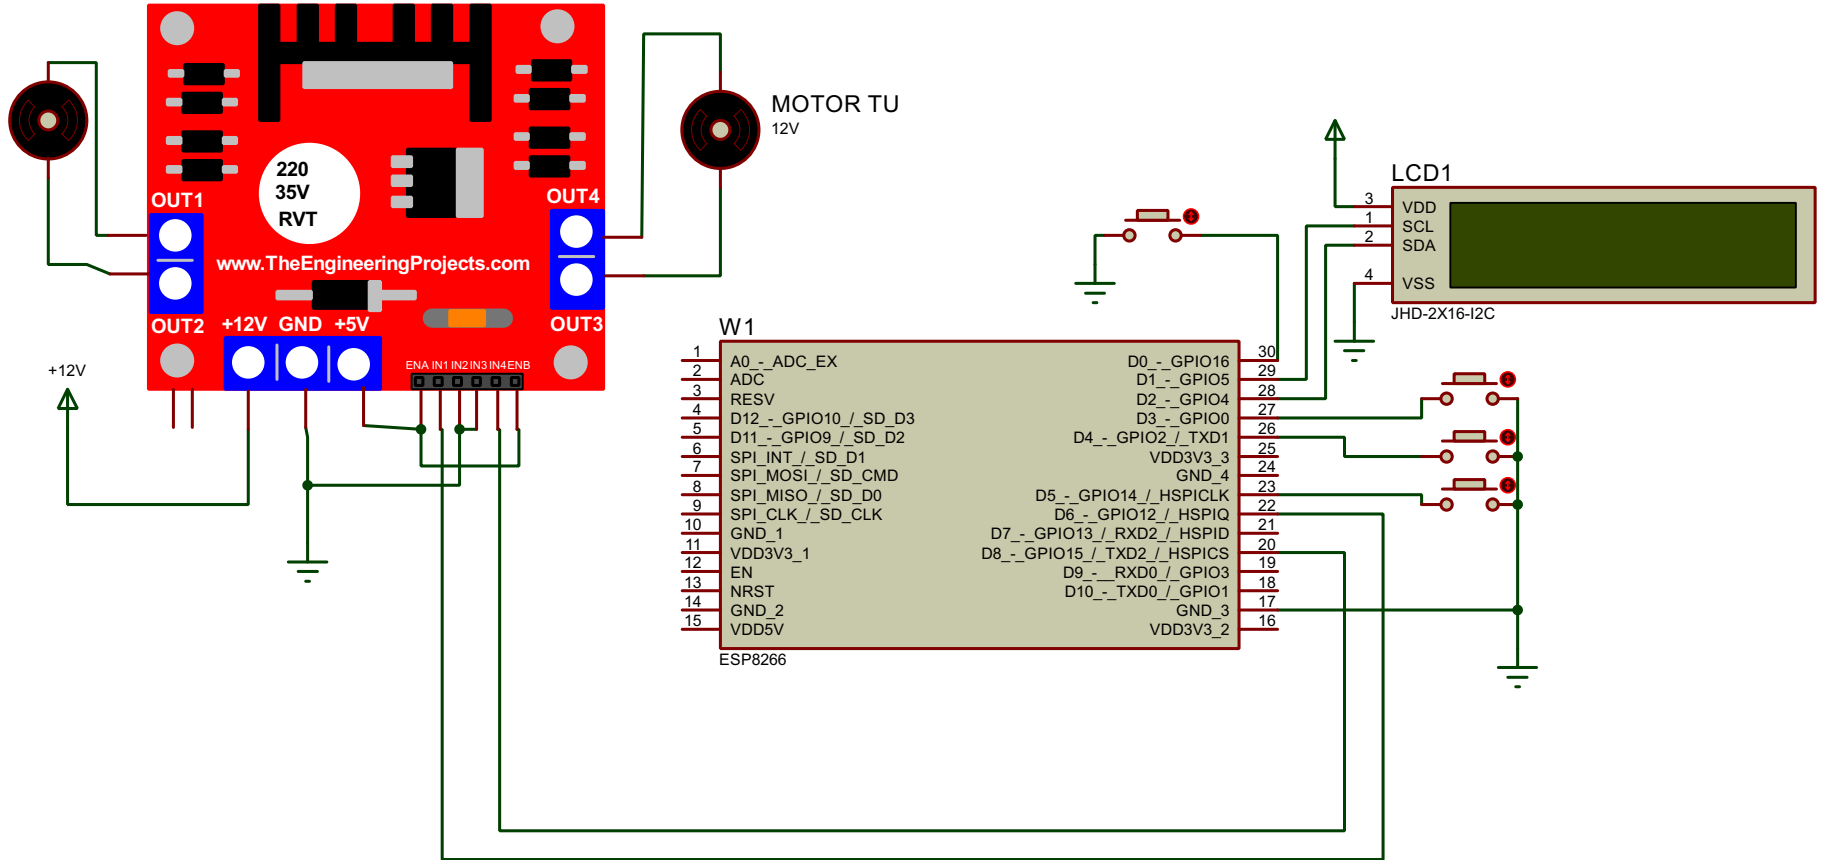 MOTOR TU
12V
220
35V
RVT
OUT1
OUT4
www.TheEngineeringProjects.com
OUT2
+12V GND +5V
OUT3
ENA IN1 IN2 IN3 IN4 ENB
+12V
LCD1
3 VDD
1 SCL
2 SDA
4 VSS
JHD-2X16-I2C
W1
1 A0_-_ADC_EX
2 ADC
3 RESV
4 D12_-_GPIO10_/_SD_D3
5 D11_-_GPIO9_/_SD_D2
6 SPI_INT_/_SD_D1
7 SPI_MOSI_/_SD_CMD
8 SPI_MISO_/_SD_D0
9 SPI_CLK_/_SD_CLK
10 GND_1
11 VDD3V3_1
12 EN
13 NRST
14 GND_2
15 VDD5V
D0_-_GPIO16 30
D1_-_GPIO5 29
D2_-_GPIO4 28
D3_-_GPIO0 27
D4_-_GPIO2_/_TXD1 26
VDD3V3_3 25
GND_4 24
D5_-_GPIO14_/_HSPICLK 23
D6_-_GPIO12_/_HSPIQ 22
D7_-_GPIO13_/_RXD2_/_HSPID 21
D8_-_GPIO15_/_TXD2_/_HSPICS 20
D9_-__RXD0_/_GPIO3 19
D10_-_TXD0_/_GPIO1 18
GND_3 17
VDD3V3_2 16
ESP8266